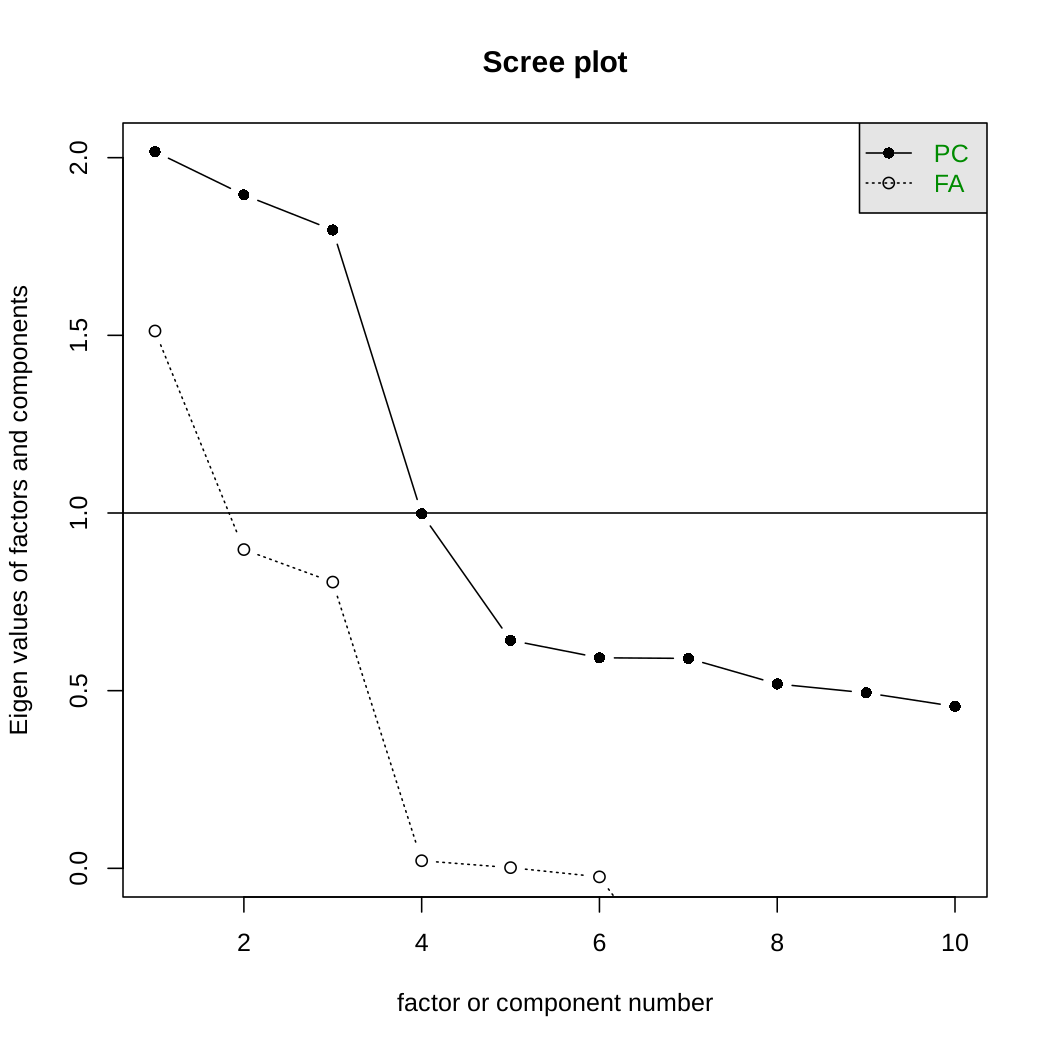 Scree plot
PC
FA
Eigen values of factors and components
2.0
1.5
1.0
0.5
0.0
2 4 6 8 10
factor or component number